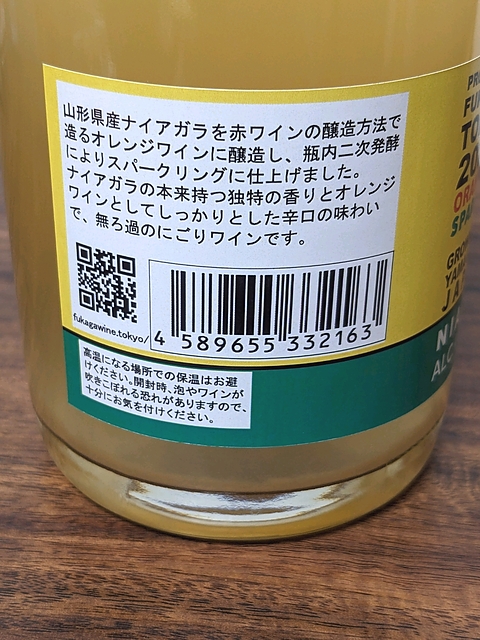 山形県産ナイアガラを赤ワインの醸造方法で
造るオレンジワインに醸造し、瓶内二次発酵
によりスパークリングに仕上げました。
ナイアガラの本来持つ独特の香りとオレンジ
ワインとしてしっかりとした辛口の味わい
で、無ろ過のにごりワインです。
fukagawine.tokyo/
4 589655 332163
高温になる場所での保温はお避
けください。開封時、泡やワインが
吹きこぼれる恐れがありますので、
十分にお気を付けください。